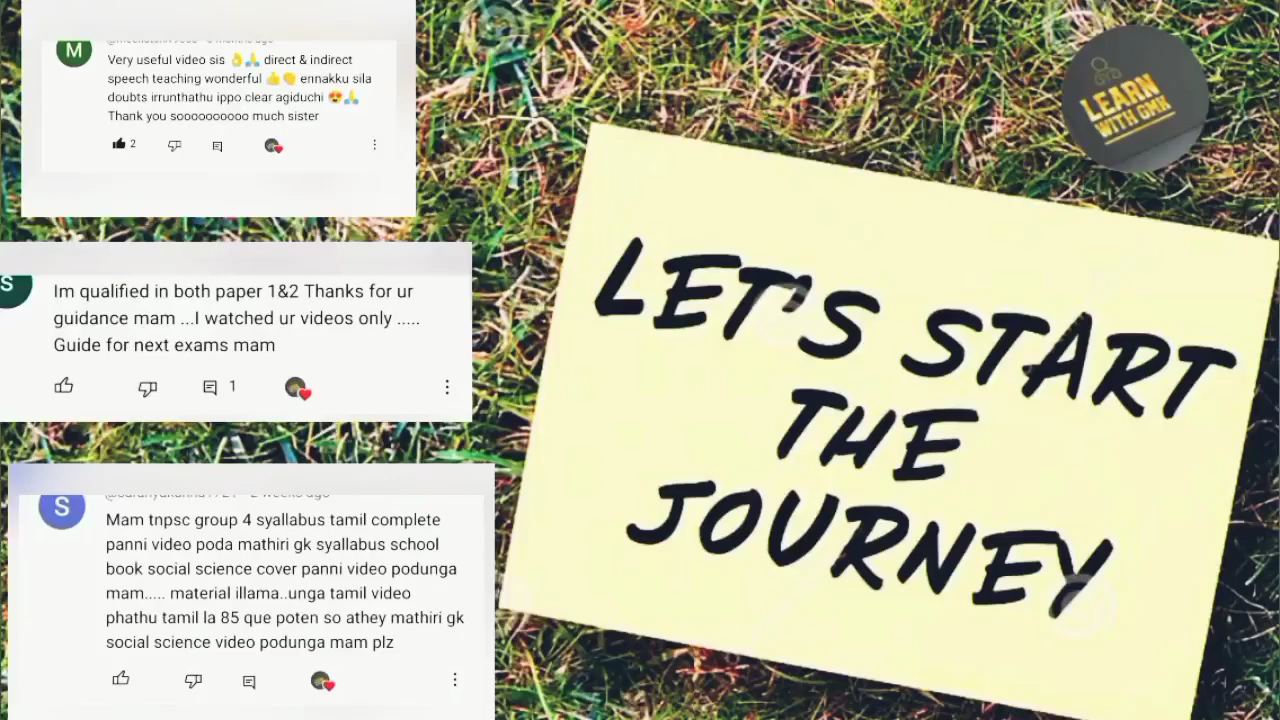 Very useful video sis 👌🙏 direct & indirect
speech teaching wonderful 👍👏 ennakku sila
doubts irrunthathu ippo clear agiduchi 😍🙏
Thank you soooooooooo much sister
M
2
Im qualified in both paper 1&2 Thanks for ur
guidance mam ...I watched ur videos only .....
Guide for next exams mam
S
1
S
Mam tnpsc group 4 syallabus tamil complete
panni video poda mathiri gk syallabus school
book social science cover panni video podunga
mam..... material illama..unga tamil video
phathu tamil la 85 que poten so athey mathiri gk
social science video podunga mam plz
LEARN
WITH GMK
LET'S START
THE
JOURNEY